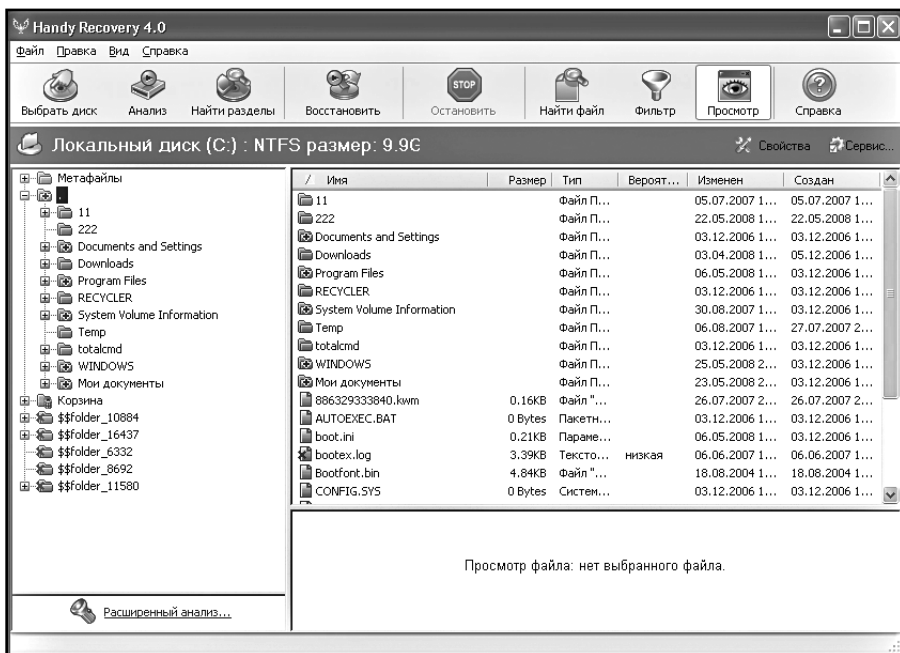 Handy Recovery 4.0
Файл Правка Вид Справка
Выбрать диск Анализ Найти разделы Восстановить STOP Остановить Найти файл Фильтр Просмотр Справка
Локальный диск (C:) : NTFS размер: 9.9G Свойства Сервис...
Метафайлы
.
11
222
Documents and Settings
Downloads
Program Files
RECYCLER
System Volume Information
Temp
totalcmd
WINDOWS
Мои документы
Корзина
$$folder_10884
$$folder_16437
$$folder_6332
$$folder_8692
$$folder_11580
Расширенный анализ...
/ Имя Размер Тип Вероят... Изменен Создан
11 Файл П... 05.07.2007 1... 05.07.2007 1...
222 Файл П... 22.05.2008 1... 22.05.2008 1...
Documents and Settings Файл П... 03.12.2006 1... 03.12.2006 1...
Downloads Файл П... 03.04.2008 1... 05.12.2006 1...
Program Files Файл П... 06.05.2008 1... 03.12.2006 1...
RECYCLER Файл П... 03.12.2006 1... 03.12.2006 1...
System Volume Information Файл П... 30.08.2007 1... 03.12.2006 1...
Temp Файл П... 06.08.2007 1... 27.07.2007 2...
totalcmd Файл П... 03.12.2006 1... 03.12.2006 1...
WINDOWS Файл П... 25.05.2008 2... 03.12.2006 1...
Мои документы Файл П... 23.05.2008 2... 03.12.2006 1...
886329333840.kwm 0.16KB Файл "... 26.07.2007 2... 26.07.2007 2...
AUTOEXEC.BAT 0 Bytes Пакетн... 03.12.2006 1... 03.12.2006 1...
boot.ini 0.21KB Параме... 06.05.2008 1... 03.12.2006 1...
bootex.log 3.39KB Тексто... низкая 06.06.2007 1... 06.06.2007 1...
Bootfont.bin 4.84KB Файл "... 18.08.2004 1... 18.08.2004 1...
CONFIG.SYS 0 Bytes Систем... 03.12.2006 1... 03.12.2006 1...
Просмотр файла: нет выбранного файла.